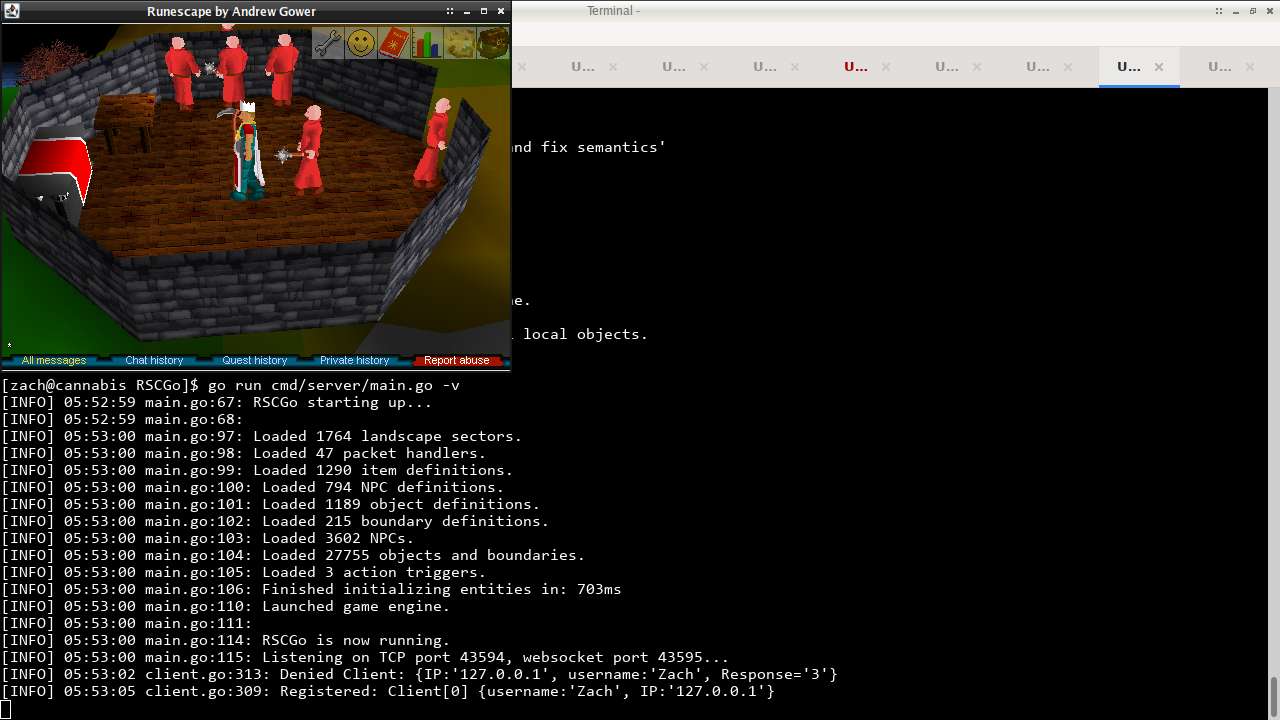 Runescape by Andrew Gower
Terminal -
U...
U...
U...
U...
U...
U...
U...
U...
and fix semantics'
local objects.
*
All messages
Chat history
Quest history
Private history
Report abuse
[zach@cannabis RSCGo]$ go run cmd/server/main.go -v
[INFO] 05:52:59 main.go:67: RSCGo starting up...
[INFO] 05:52:59 main.go:68:
[INFO] 05:53:00 main.go:97: Loaded 1764 landscape sectors.
[INFO] 05:53:00 main.go:98: Loaded 47 packet handlers.
[INFO] 05:53:00 main.go:99: Loaded 1290 item definitions.
[INFO] 05:53:00 main.go:100: Loaded 794 NPC definitions.
[INFO] 05:53:00 main.go:101: Loaded 1189 object definitions.
[INFO] 05:53:00 main.go:102: Loaded 215 boundary definitions.
[INFO] 05:53:00 main.go:103: Loaded 3602 NPCs.
[INFO] 05:53:00 main.go:104: Loaded 27755 objects and boundaries.
[INFO] 05:53:00 main.go:105: Loaded 3 action triggers.
[INFO] 05:53:00 main.go:106: Finished initializing entities in: 703ms
[INFO] 05:53:00 main.go:110: Launched game engine.
[INFO] 05:53:00 main.go:111:
[INFO] 05:53:00 main.go:114: RSCGo is now running.
[INFO] 05:53:00 main.go:115: Listening on TCP port 43594, websocket port 43595...
[INFO] 05:53:02 client.go:313: Denied Client: {IP:'127.0.0.1', username:'Zach', Response='3'}
[INFO] 05:53:05 client.go:309: Registered: Client[0] {username:'Zach', IP:'127.0.0.1'}